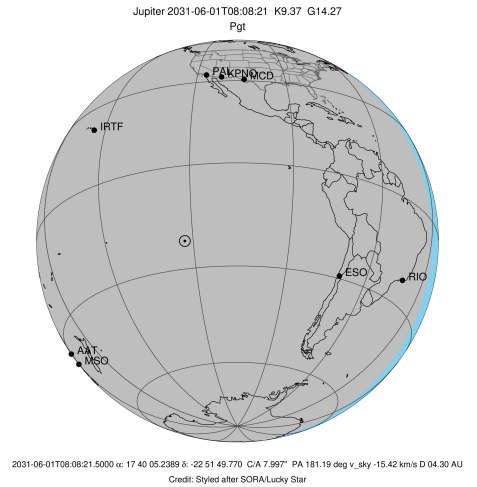 Jupiter 2031-06-01T08:08:21 K9.37 G14.27
Pgt
PAL KPNO MCD
IRTF
ESO
RIO
AAT
MSO
2031-06-01T08:08:21.5000 α: 17 40 05.2389 δ: -22 51 49.770 C/A 7.997" PA 181.19 deg v_sky -15.42 km/s D 04.30 AU
Credit: Styled after SORA/Lucky Star